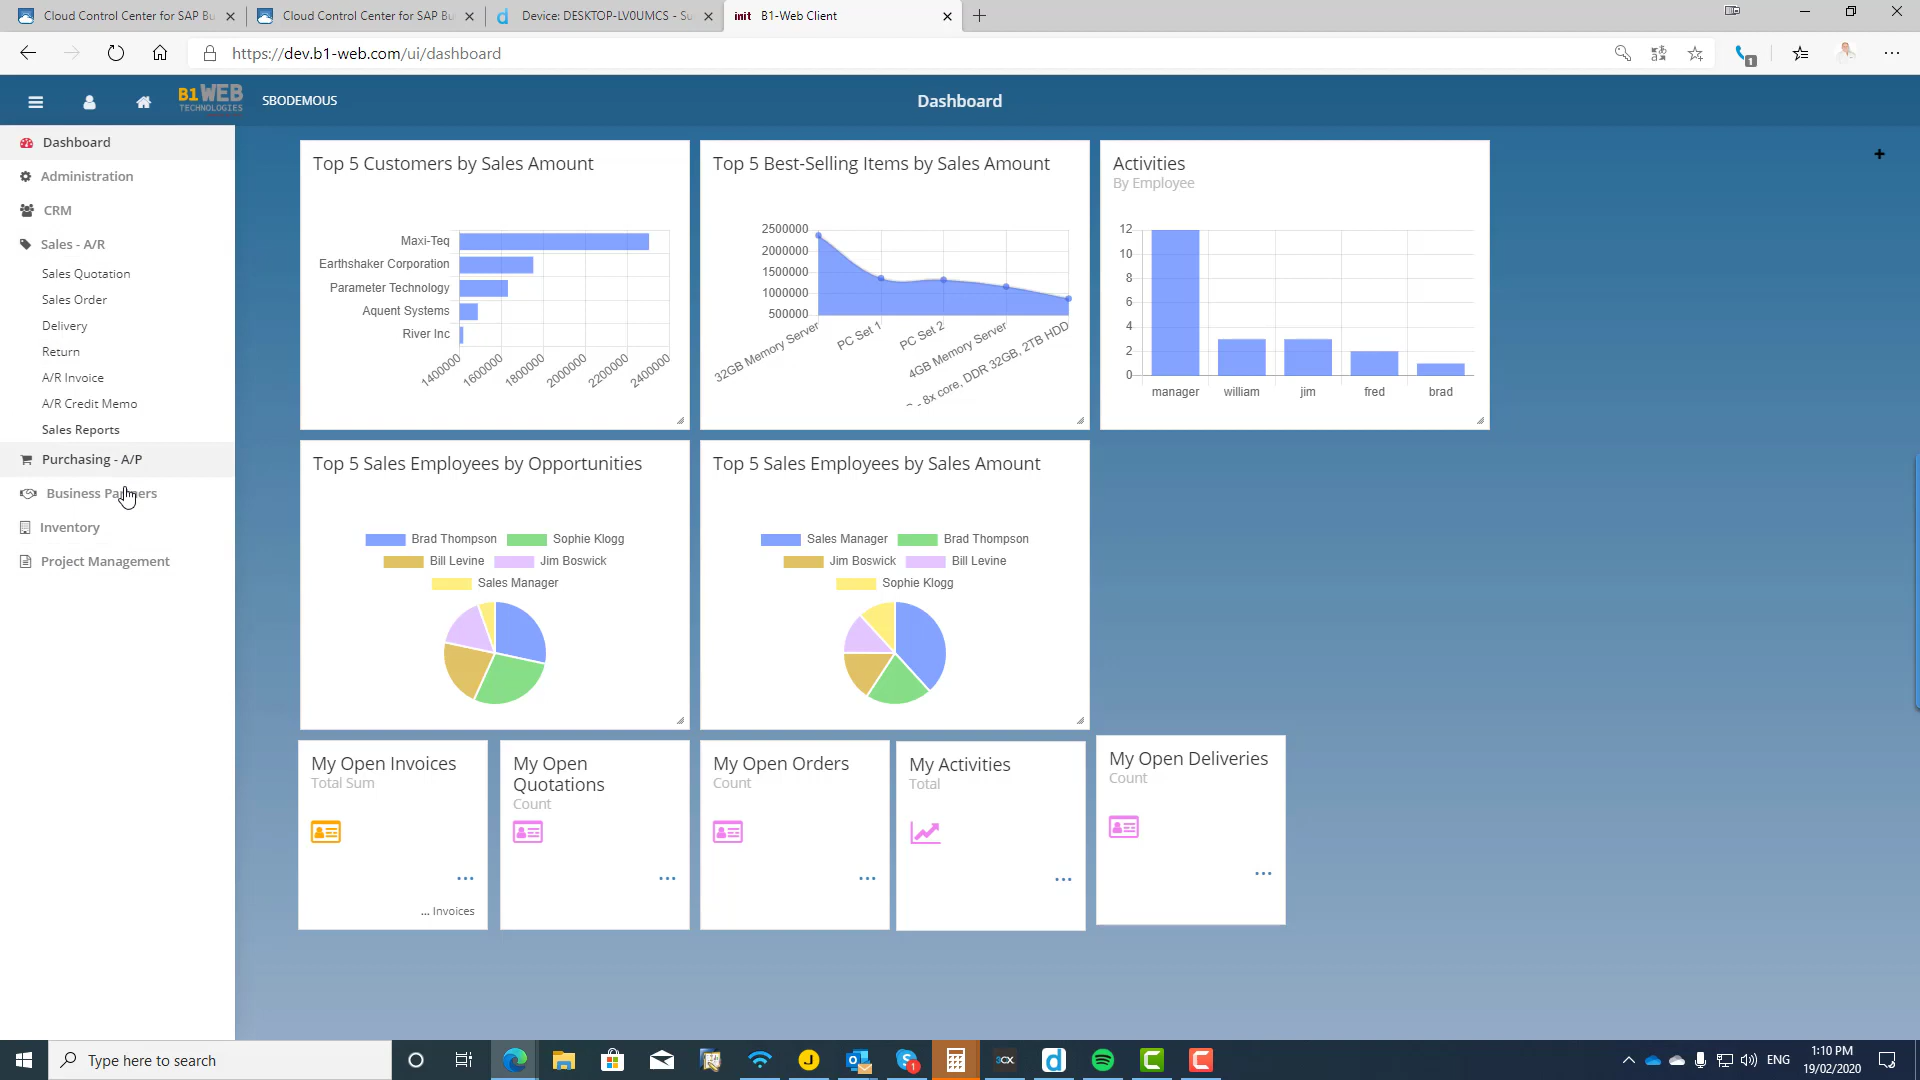 Cloud Control Center for SAP Bu
Cloud Control Center for SAP Bu
Device: DESKTOP-LV0UMCS - Su
init B1-Web Client
https://dev.b1-web.com/ui/dashboard
1
B1WEB
TECHNOLOGIES
SBODEMOUS
Dashboard
Dashboard
Administration
CRM
Sales - A/R
Sales Quotation
Sales Order
Delivery
Return
A/R Invoice
A/R Credit Memo
Sales Reports
Purchasing - A/P
Business Partners
Inventory
Project Management
Top 5 Customers by Sales Amount
Maxi-Teq
Earthshaker Corporation
Parameter Technology
Aquent Systems
River Inc
1400000 1600000 1800000 2000000 2200000 2400000
Top 5 Best-Selling Items by Sales Amount
2500000
2000000
1500000
1000000
500000
32GB Memory Server PC Set 1 PC Set 2 4GB Memory Server - 8x core, DDR 32GB, 2TB HDD
Activities
By Employee
12
10
8
6
4
2
0
manager william jim fred brad
Top 5 Sales Employees by Opportunities
Brad Thompson Sophie Klogg
Bill Levine Jim Boswick
Sales Manager
Top 5 Sales Employees by Sales Amount
Sales Manager Brad Thompson
Jim Boswick Bill Levine
Sophie Klogg
My Open Invoices
Total Sum
...
... Invoices
My Open
Quotations
Count
...
My Open Orders
Count
...
My Activities
Total
...
My Open Deliveries
Count
...
Type here to search
J
1
3CX
d
ENG
1:10 PM
19/02/2020